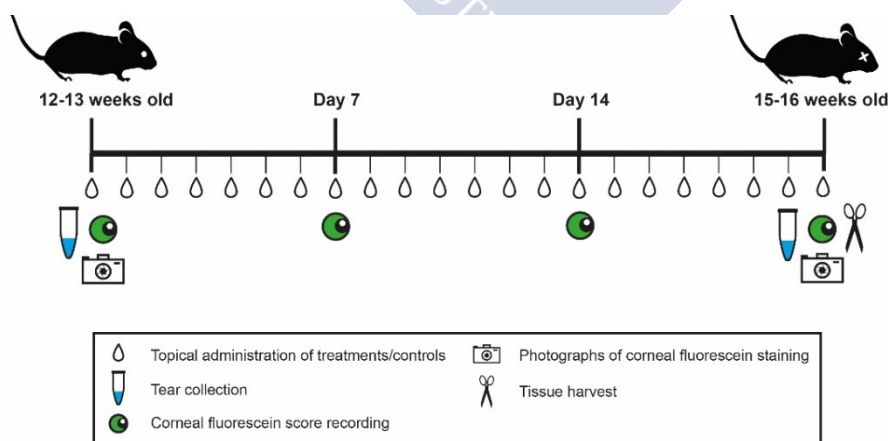 12-13 weeks old Day 7 Day 14 15-16 weeks old
Topical administration of treatments/controls
Tear collection
Corneal fluorescein score recording
Photographs of corneal fluorescein staining
Tissue harvest